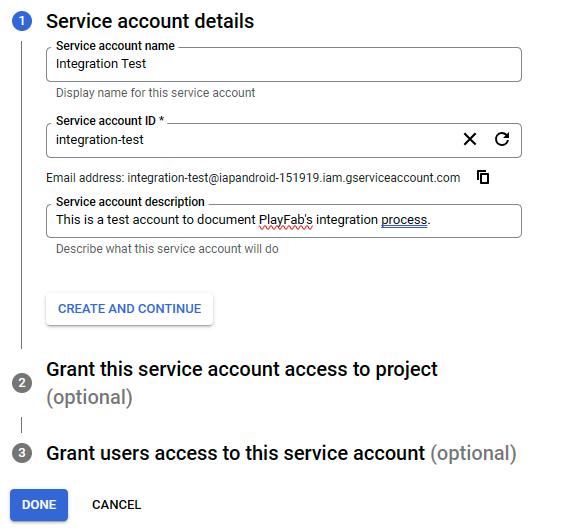 1 Service account details
Service account name
Integration Test
Display name for this service account
Service account ID *
integration-test
Email address: integration-test@iapandroid-151919.iam.gserviceaccount.com
Service account description
This is a test account to document PlayFab's integration process.
Describe what this service account will do
CREATE AND CONTINUE
2 Grant this service account access to project
(optional)
3 Grant users access to this service account (optional)
DONE CANCEL